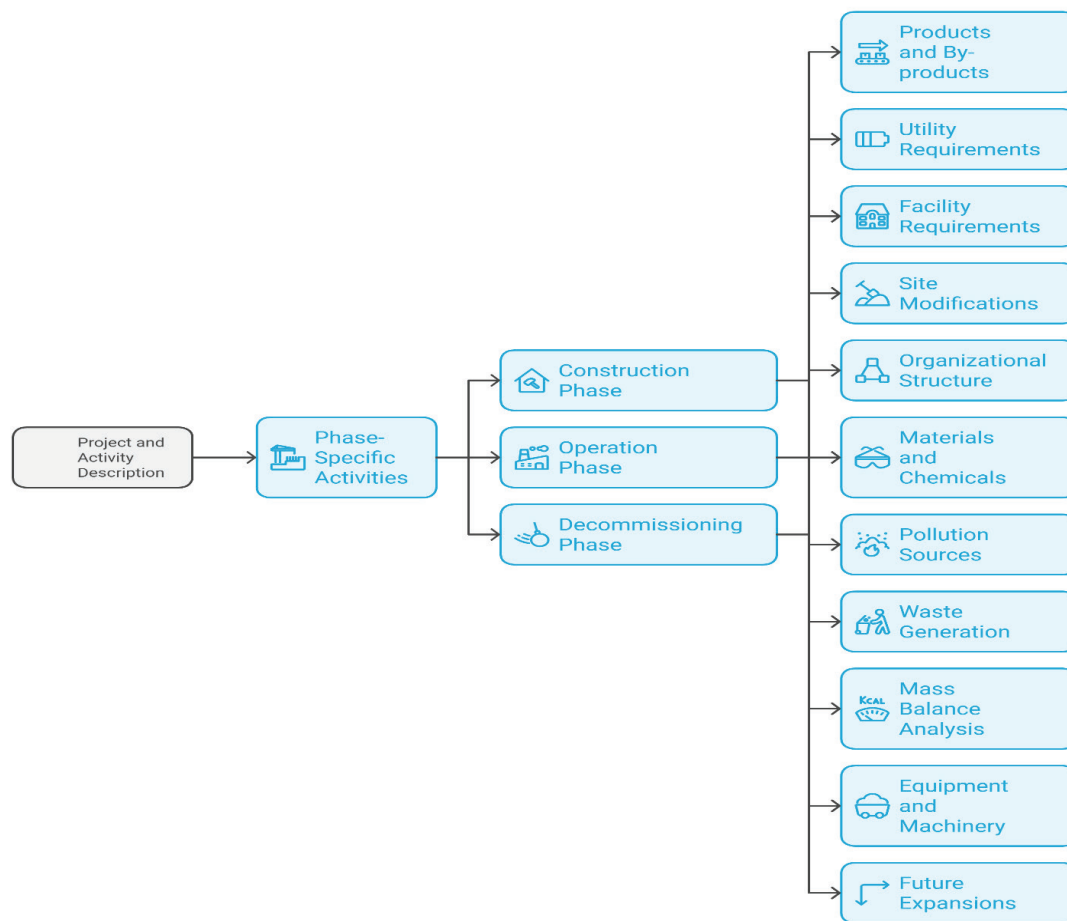 Project and
Activity
Description
Phase-
Specific
Activities
Construction
Phase
Operation
Phase
Decommissioning
Phase
Products
and By-
products
Utility
Requirements
Facility
Requirements
Site
Modifications
Organizational
Structure
Materials
and
Chemicals
Pollution
Sources
Waste
Generation
KCAL
Mass
Balance
Analysis
Equipment
and
Machinery
Future
Expansions